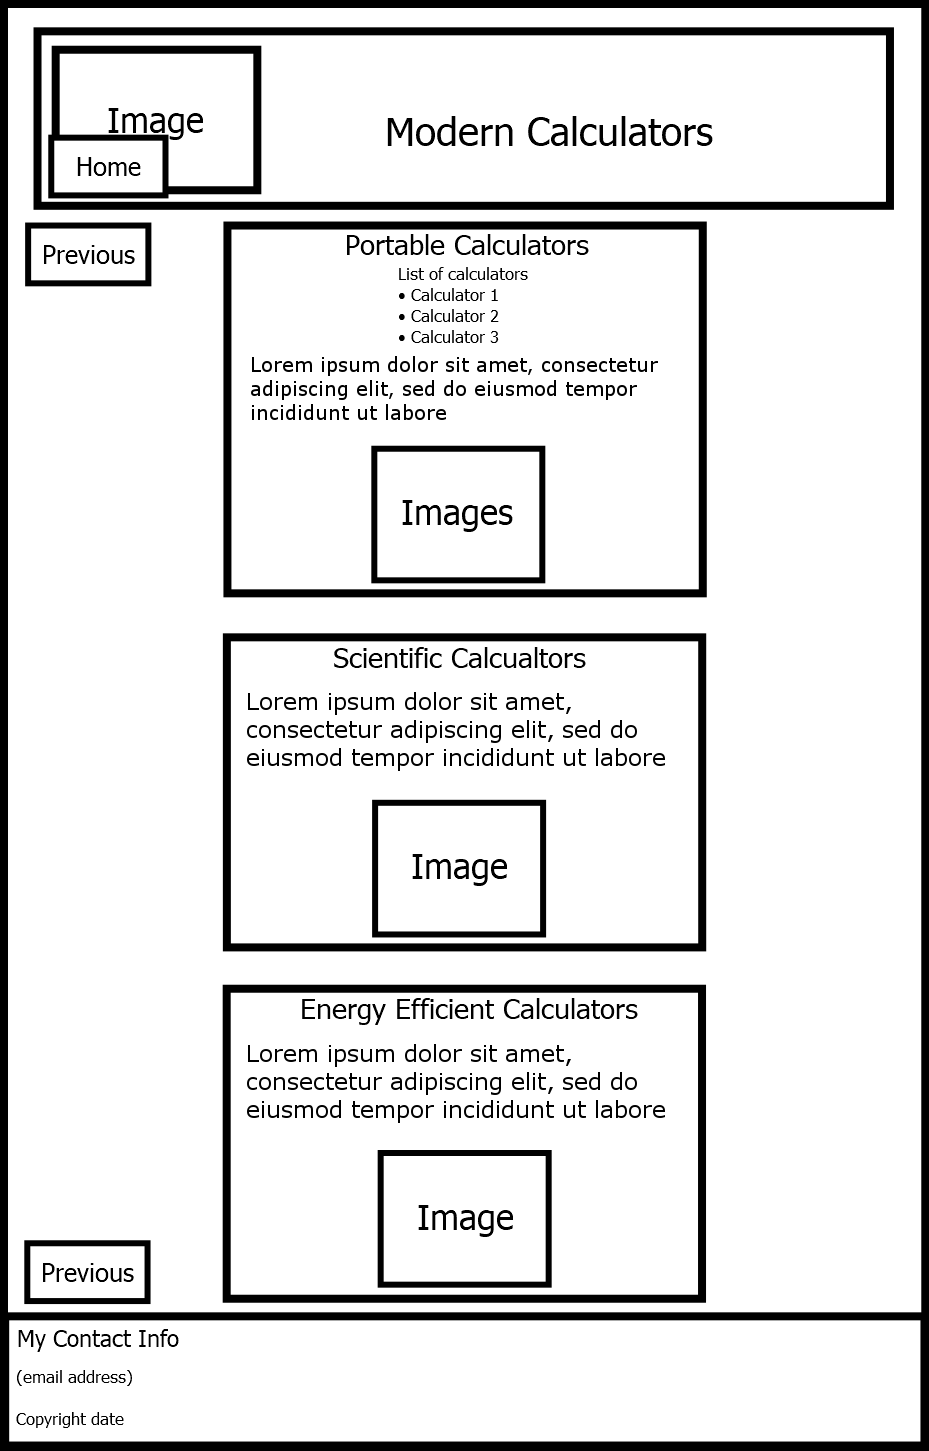 Image
Home
Modern Calculators
Previous
Portable Calculators
List of calculators
• Calculator 1
• Calculator 2
• Calculator 3
Lorem ipsum dolor sit amet, consectetur
adipiscing elit, sed do eiusmod tempor
incididunt ut labore
Images
Scientific Calcualtors
Lorem ipsum dolor sit amet,
consectetur adipiscing elit, sed do
eiusmod tempor incididunt ut labore
Image
Energy Efficient Calculators
Lorem ipsum dolor sit amet,
consectetur adipiscing elit, sed do
eiusmod tempor incididunt ut labore
Image
Previous
My Contact Info
(email address)
Copyright date